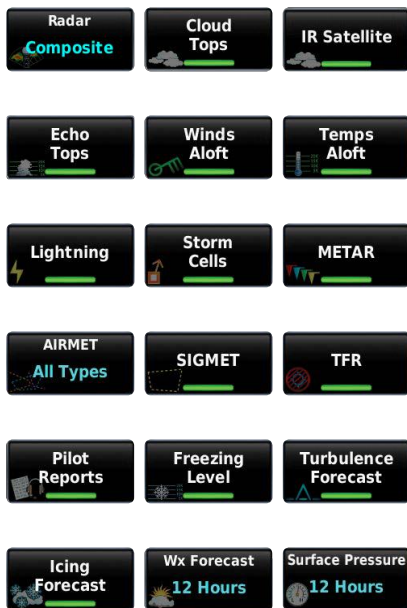 Radar
Composite
Cloud
Tops
IR Satellite
Echo
Tops
Winds
Aloft
Temps
Aloft
Lightning
Storm
Cells
METAR
AIRMET
All Types
SIGMET
TFR
Pilot
Reports
Freezing
Level
Turbulence
Forecast
Icing
Forecast
Wx Forecast
12 Hours
Surface Pressure
12 Hours